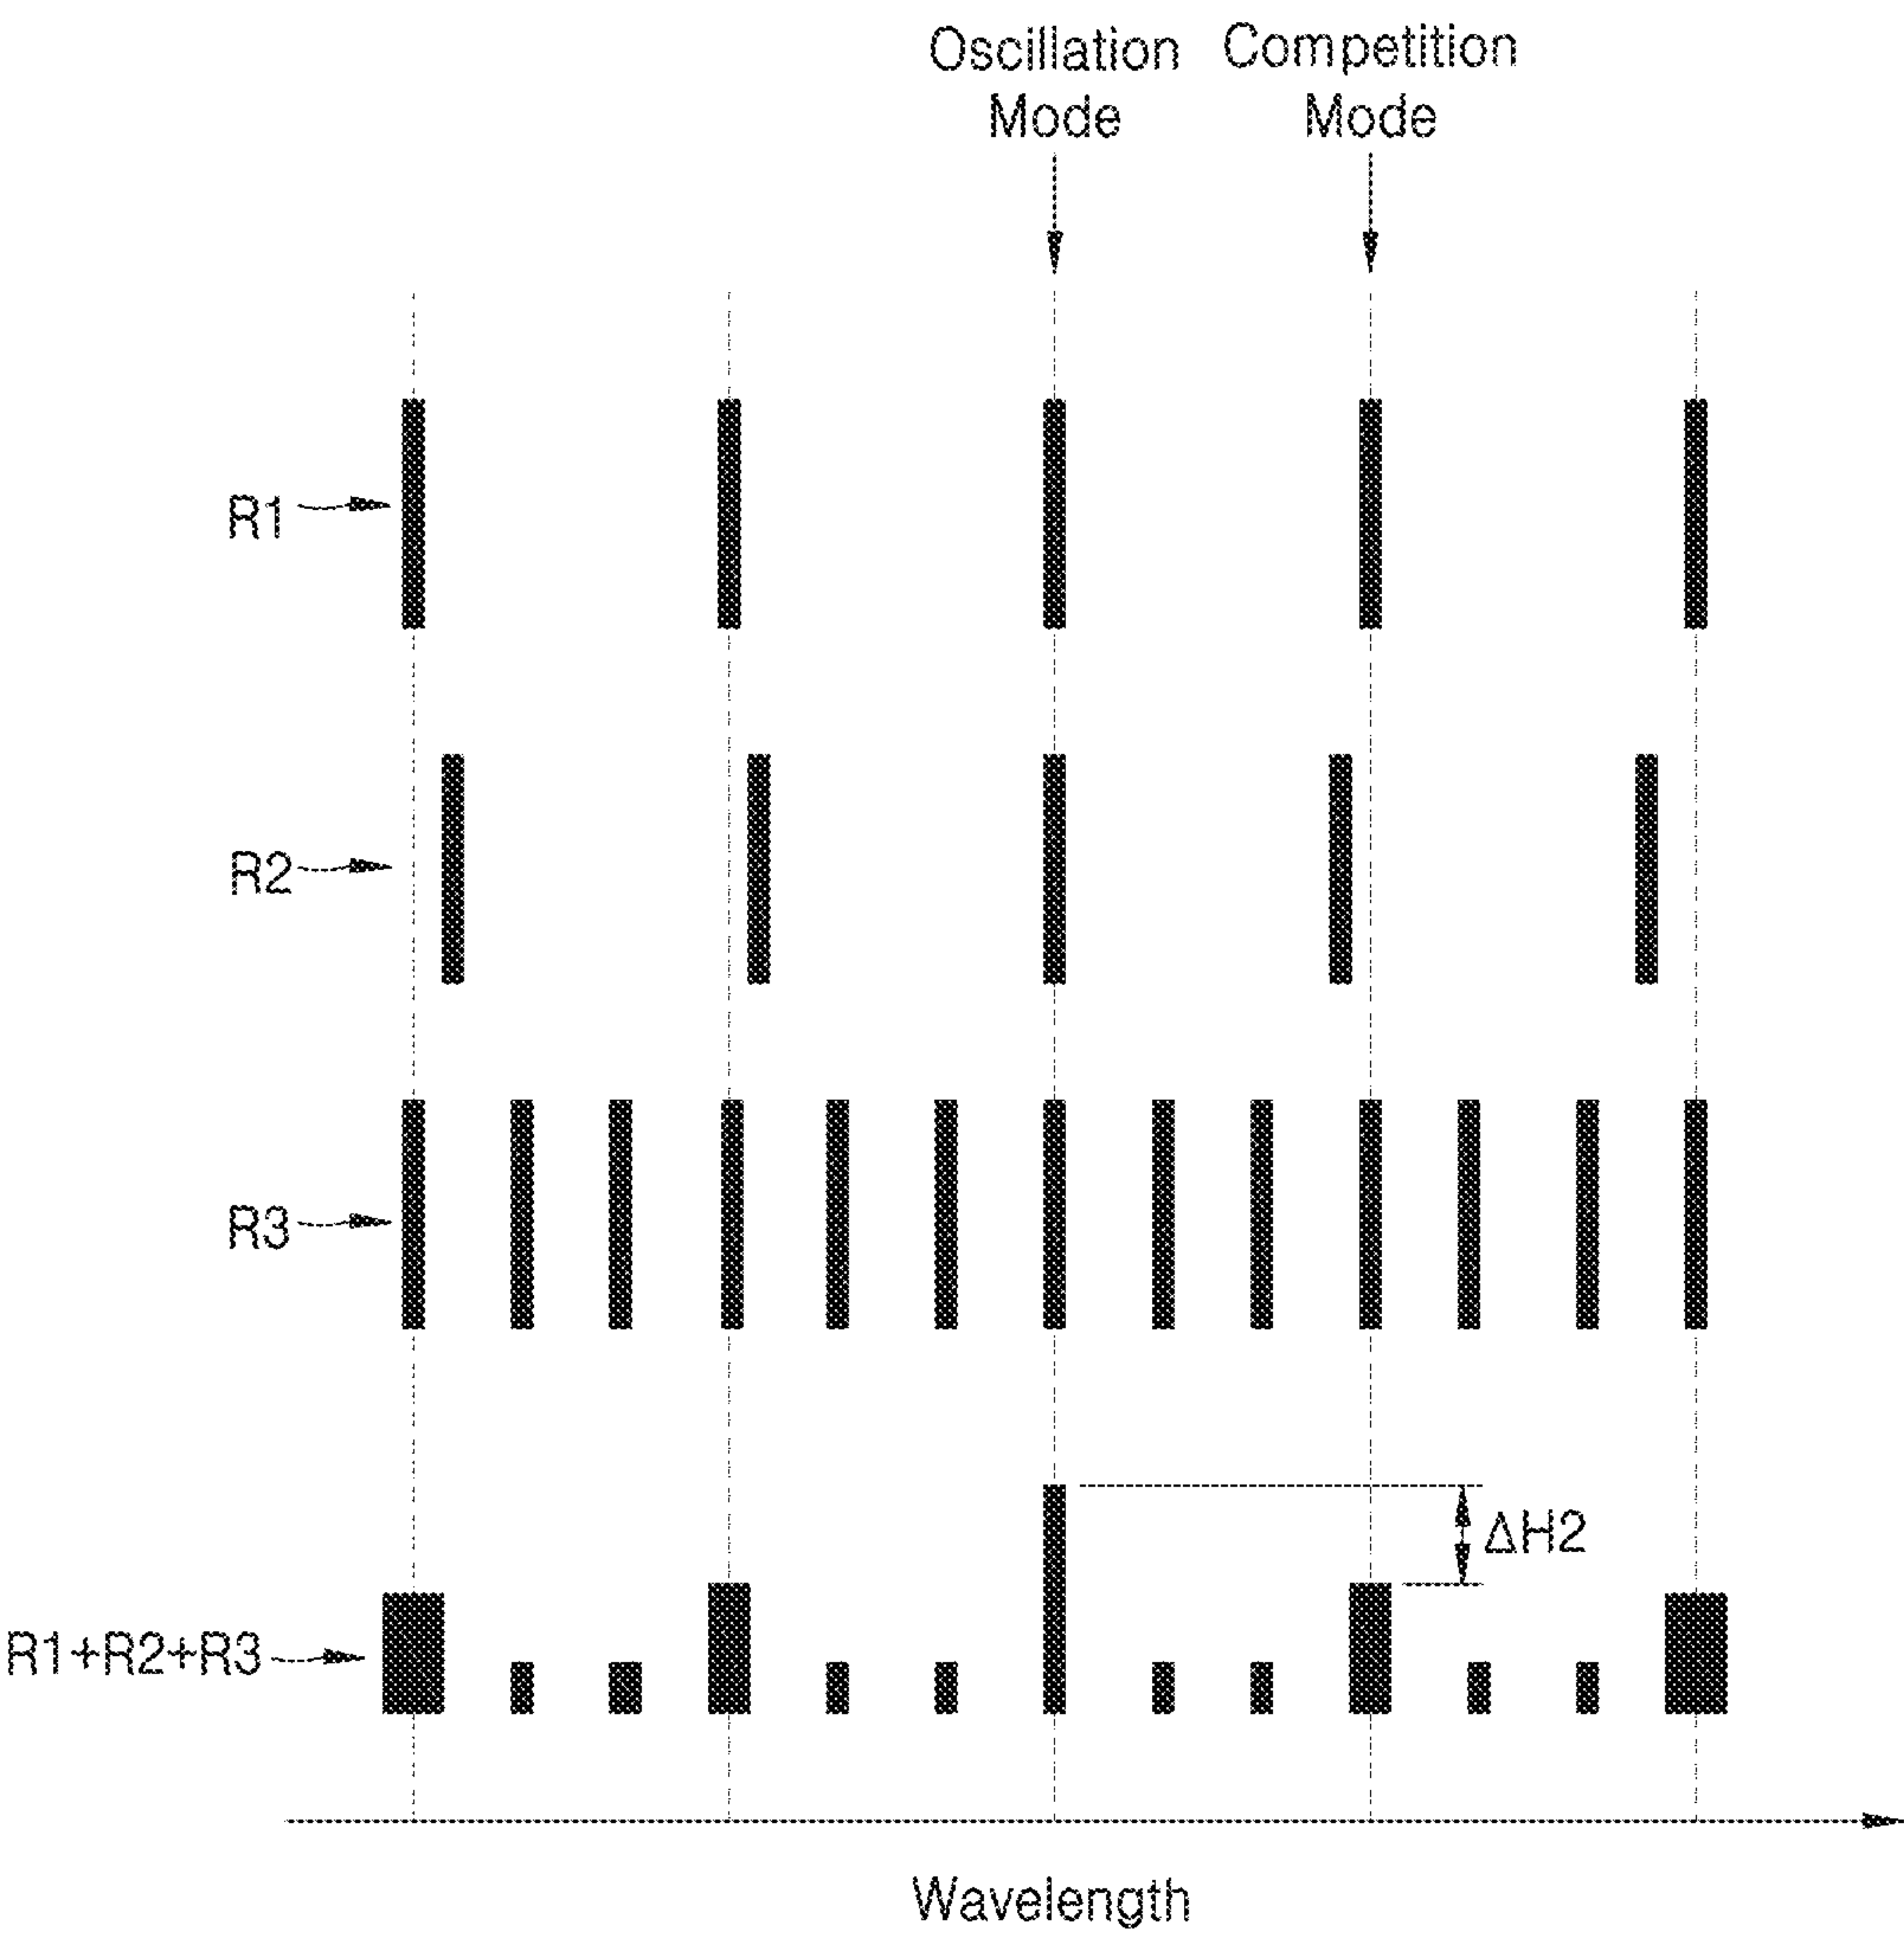 Oscillation Competition
Mode Mode
R1
R2
R3
ΔH2
R1+R2+R3
Wavelength